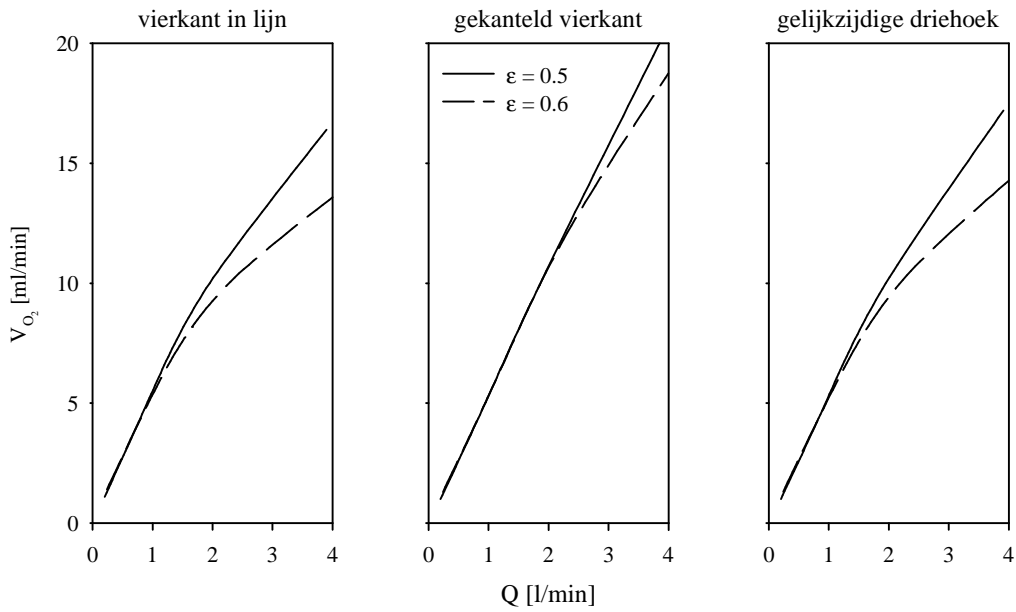 vierkant in lijn
gekanteld vierkant
gelijkzijdige driehoek
V_O₂ [ml/min]
20
15
10
5
0
ε = 0.5
ε = 0.6
0 1 2 3 4
0 1 2 3 4
0 1 2 3 4
Q [l/min]